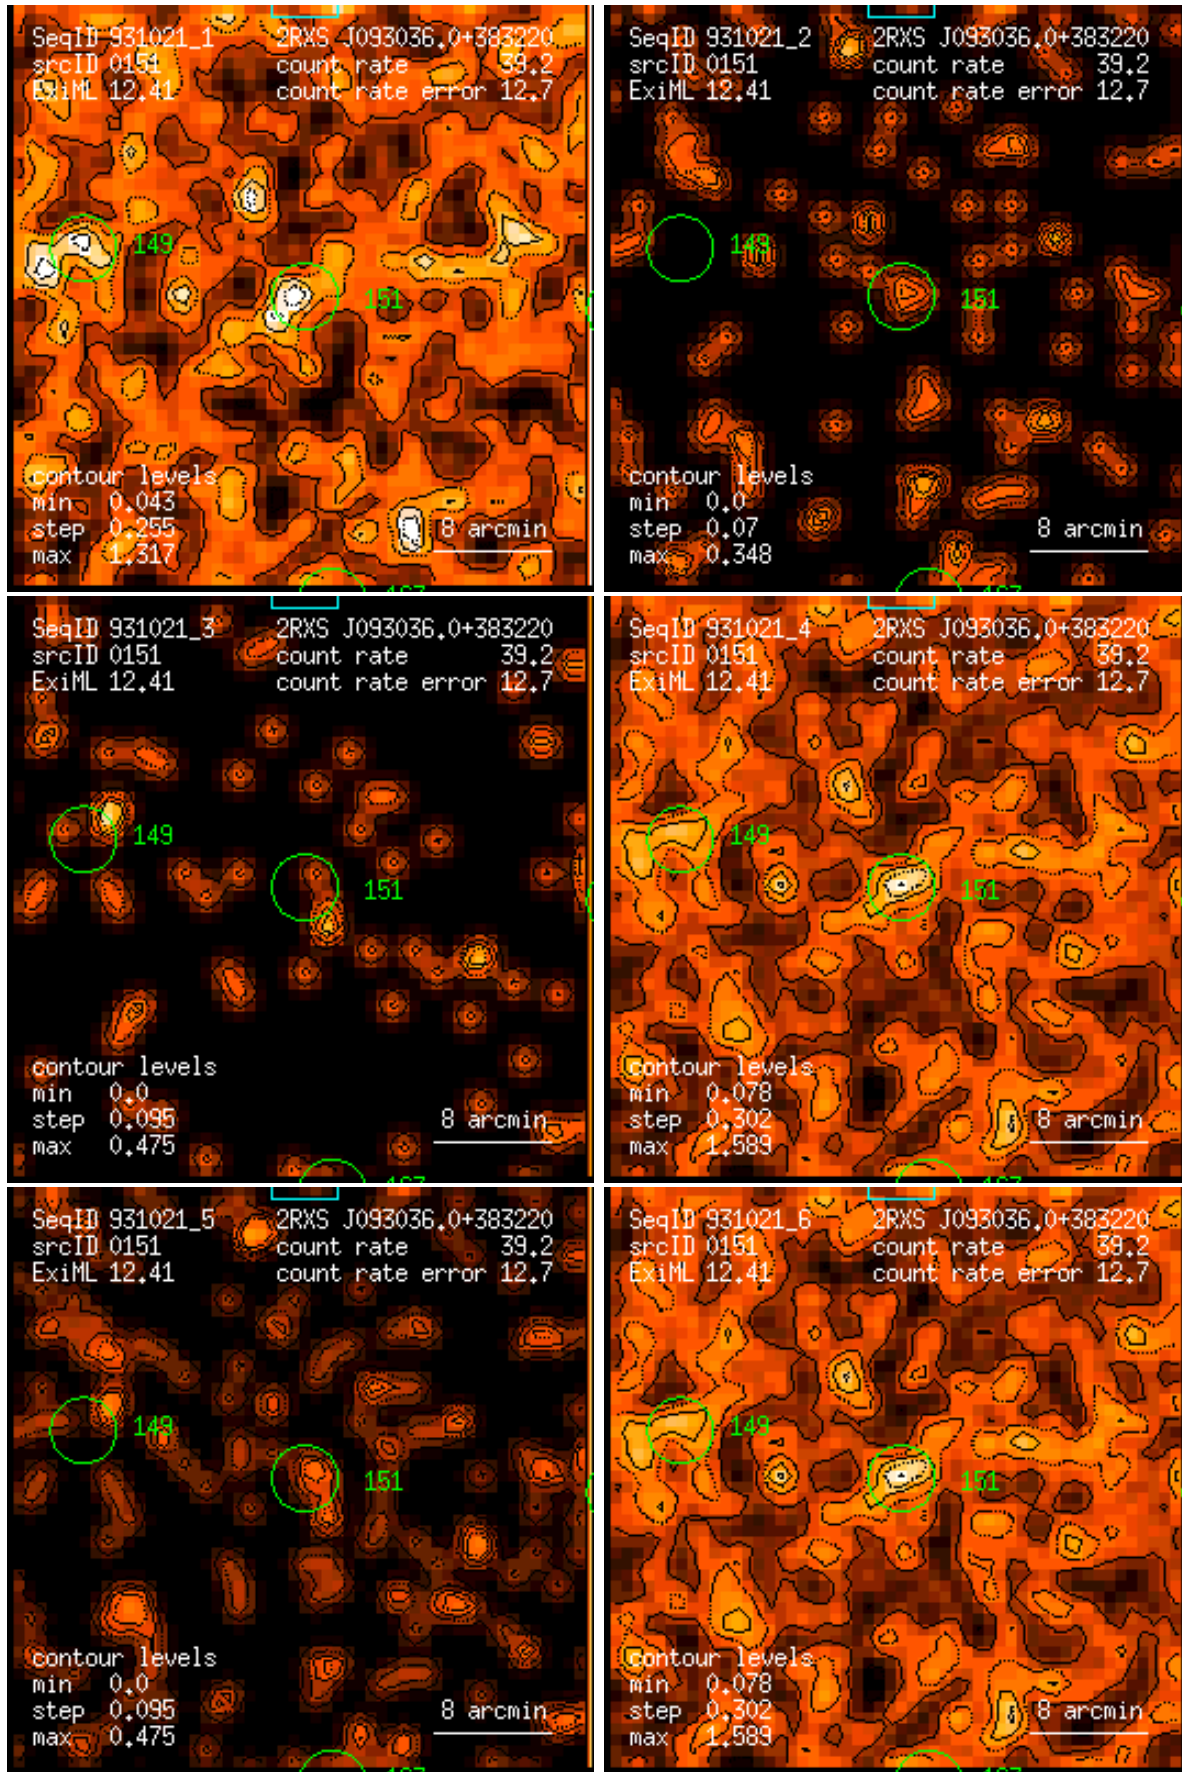 SeqID 931021_1 2RXS J093036.0+383220
srcID 0151 count rate 39.2
ExiML 12.41 count rate error 12.7
149
151
contour levels
min 0.043
step 0.255 8 arcmin
max 1.317
SeqID 931021_2 2RXS J093036.0+383220
srcID 0151 count rate 39.2
ExiML 12.41 count rate error 12.7
149
151
contour levels
min 0.0
step 0.07 8 arcmin
max 0.348
SeqID 931021_3 2RXS J093036.0+383220
srcID 0151 count rate 39.2
ExiML 12.41 count rate error 12.7
149
151
contour levels
min 0.0
step 0.095 8 arcmin
max 0.475
SeqID 931021_4 2RXS J093036.0+383220
srcID 0151 count rate 39.2
ExiML 12.41 count rate error 12.7
149
151
contour levels
min 0.078
step 0.302 8 arcmin
max 1.589
SeqID 931021_5 2RXS J093036.0+383220
srcID 0151 count rate 39.2
ExiML 12.41 count rate error 12.7
149
151
contour levels
min 0.0
step 0.095 8 arcmin
max 0.475
SeqID 931021_6 2RXS J093036.0+383220
srcID 0151 count rate 39.2
ExiML 12.41 count rate error 12.7
149
151
contour levels
min 0.078
step 0.302 8 arcmin
max 1.589